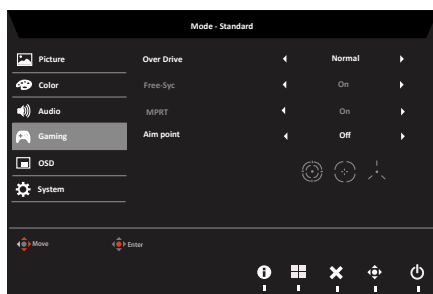 Mode - Standard
Picture
Over Drive Normal
Color
Free-Syc On
Audio
MPRT On
Gaming
Aim point Off
OSD
System
Move Enter